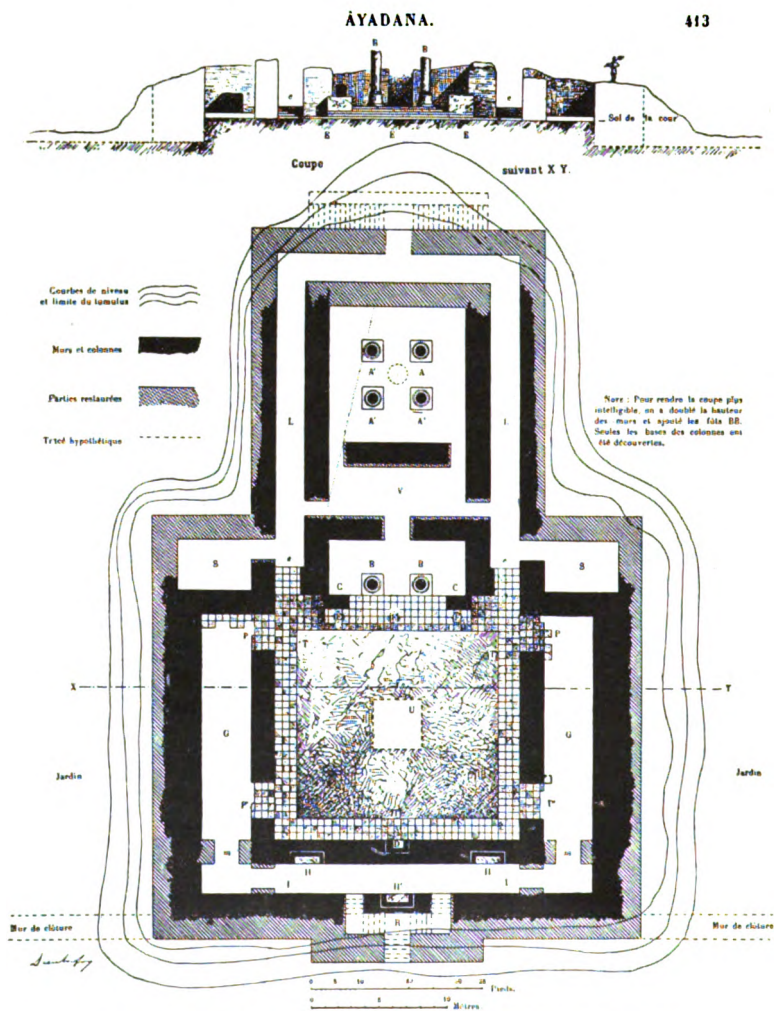 ÂYADANA.
413
B B
e e
Sol de la cour
E E E
Coupe suivant X Y.
Courbes de niveau
et limite du tumulus
Murs et colonnes
Parties restaurées
Tracé hypothétique
NOTE : Pour rendre la coupe plus
intelligible, on a doublé la hauteur
des murs et ajouté les fûts BB.
Seules les bases des colonnes ont
été découvertes.
A' A
A' A'
L L
V
S e B B e S
C C
P T P
X Y
U
G G
Jardin Jardin
P'
D
m m
H H
I I
H'
R
Mur de clôture Mur de clôture
Pieds.
Mètres.